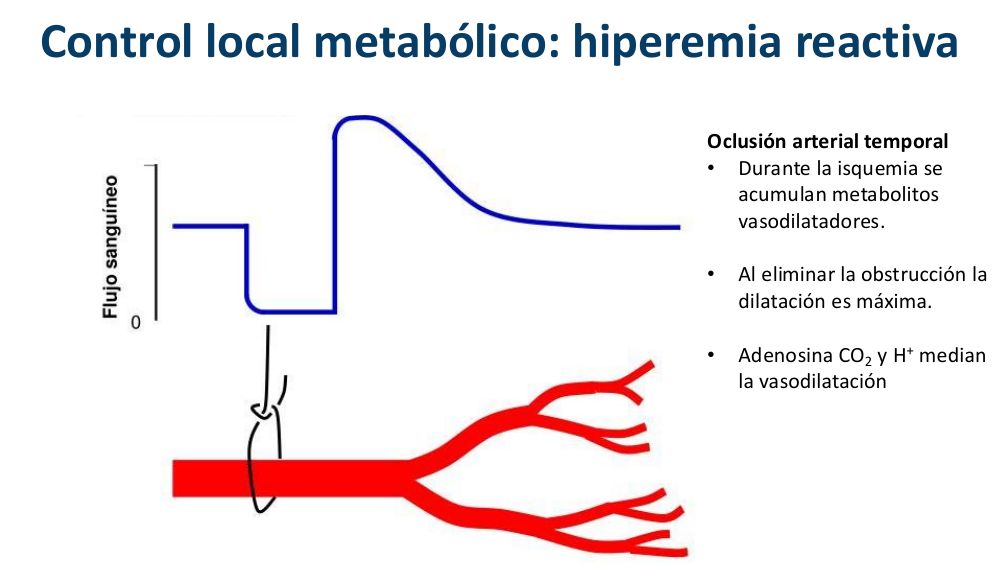 Control local metabólico: hiperemia reactiva
Flujo sanguíneo
0
Oclusión arterial temporal
• Durante la isquemia se
acumulan metabolitos
vasodilatadores.
• Al eliminar la obstrucción la
dilatación es máxima.
• Adenosina CO₂ y H⁺ median
la vasodilatación